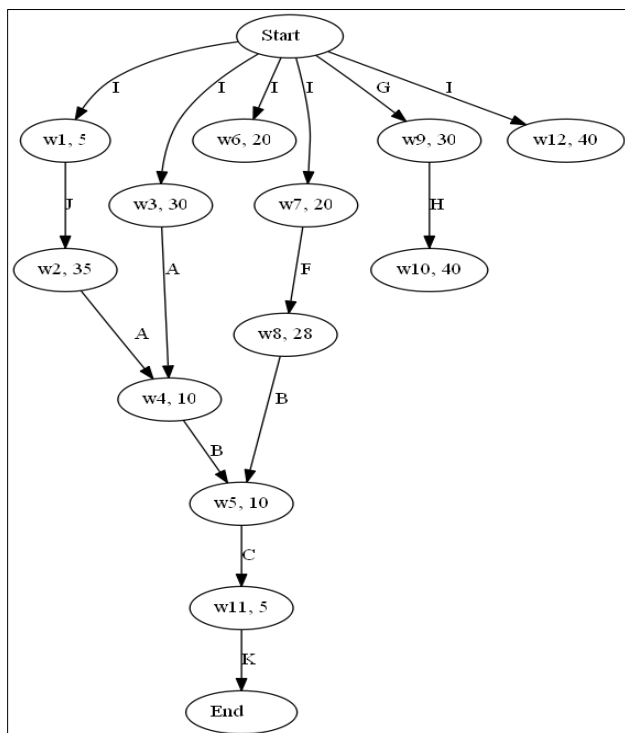 Start
I I I I G I
w1, 5 w6, 20 w9, 30 w12, 40
J w3, 30 w7, 20 H
w2, 35 A F w10, 40
A w8, 28
w4, 10 B
B
w5, 10
C
w11, 5
K
End